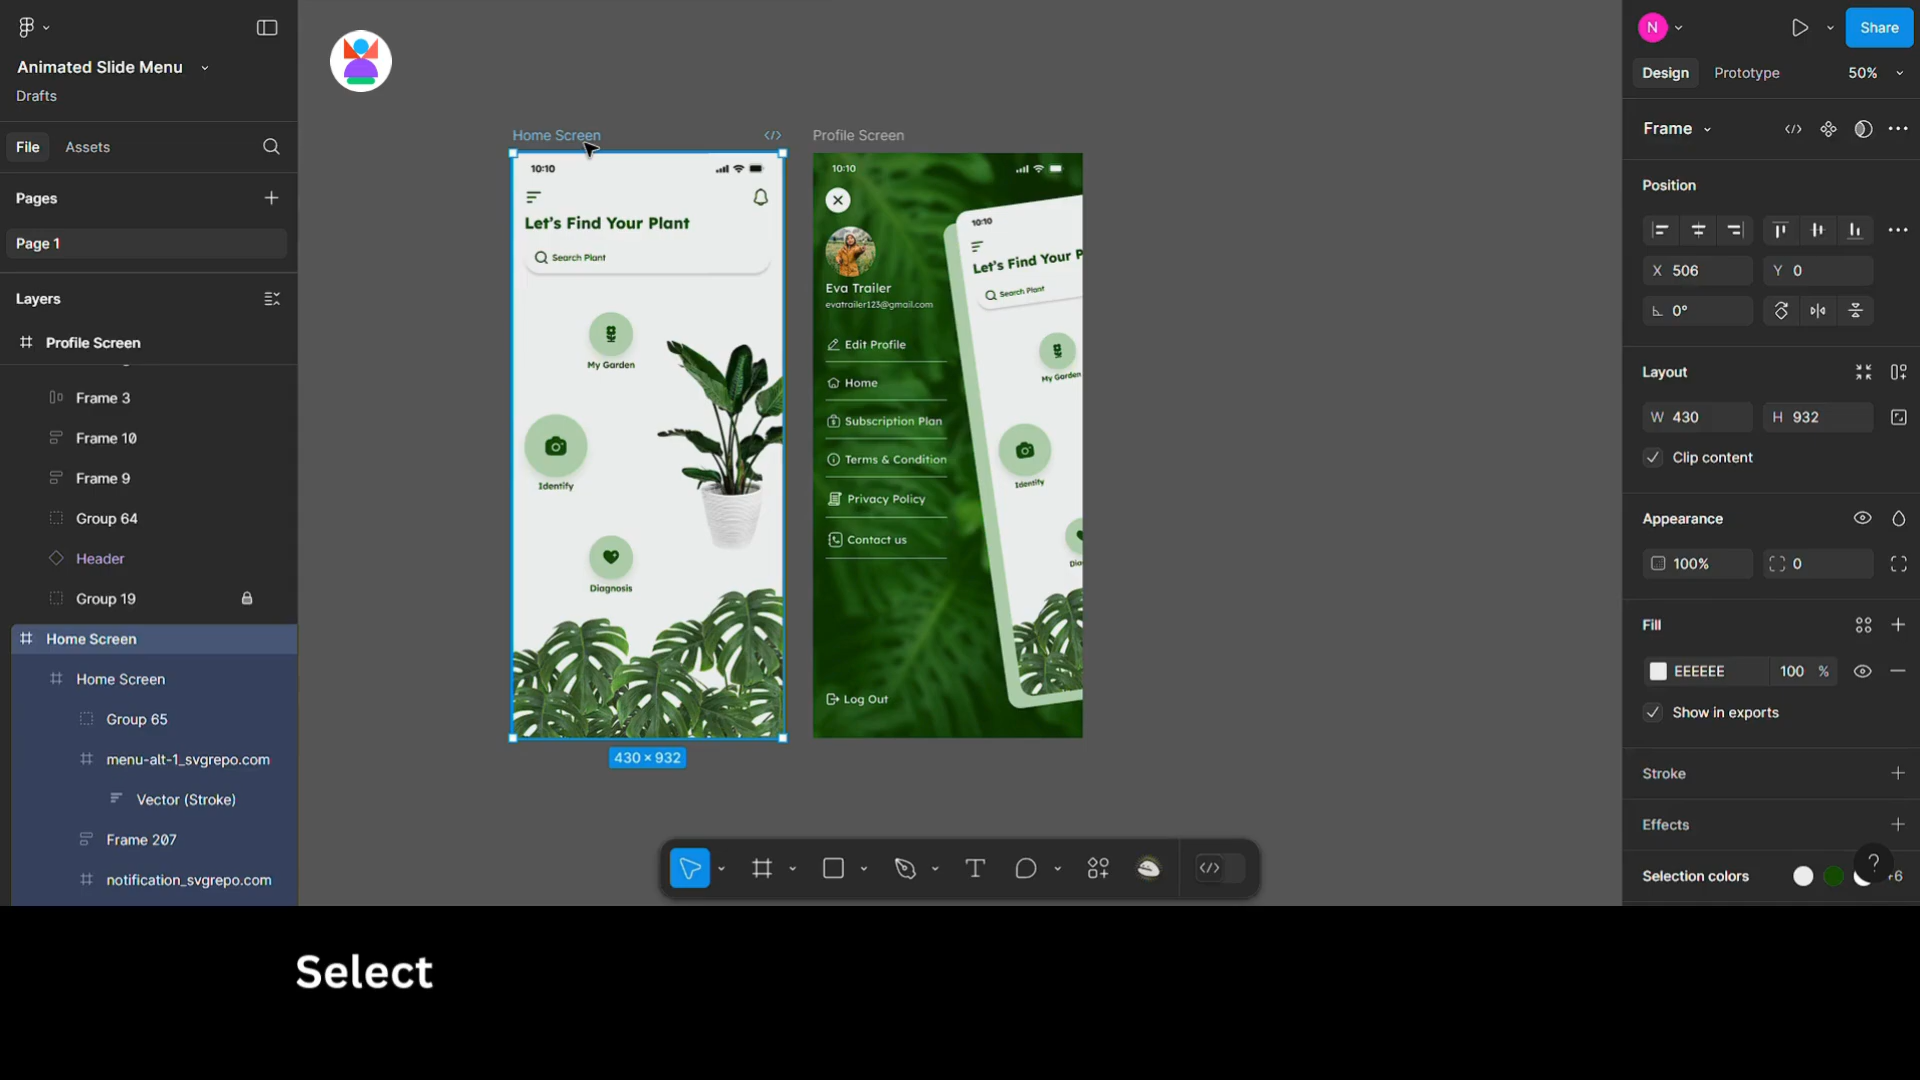 Animated Slide Menu
Drafts
File
Assets
Pages
Page 1
Layers
Profile Screen
Frame 3
Frame 10
Frame 9
Group 64
Header
Group 19
Home Screen
Home Screen
Group 65
menu-alt-1_svgrepo.com
Vector (Stroke)
Frame 207
notification_svgrepo.com
Home Screen
10:10
Let's Find Your Plant
Search Plant
My Garden
Identify
Diagnosis
430 × 932
Profile Screen
10:10
Eva Trailer
evatrailer123@gmail.com
Edit Profile
Home
Subscription Plan
Terms & Condition
Privacy Policy
Contact us
Log Out
10:10
Let's Find Your P
Search Plant
My Garden
Identify
N
Share
Design
Prototype
50%
Frame
Position
X 506
Y 0
0°
Layout
W 430
H 932
Clip content
Appearance
100%
0
Fill
EEEEEE 100 %
Show in exports
Stroke
Effects
?
Selection colors
+6
Select